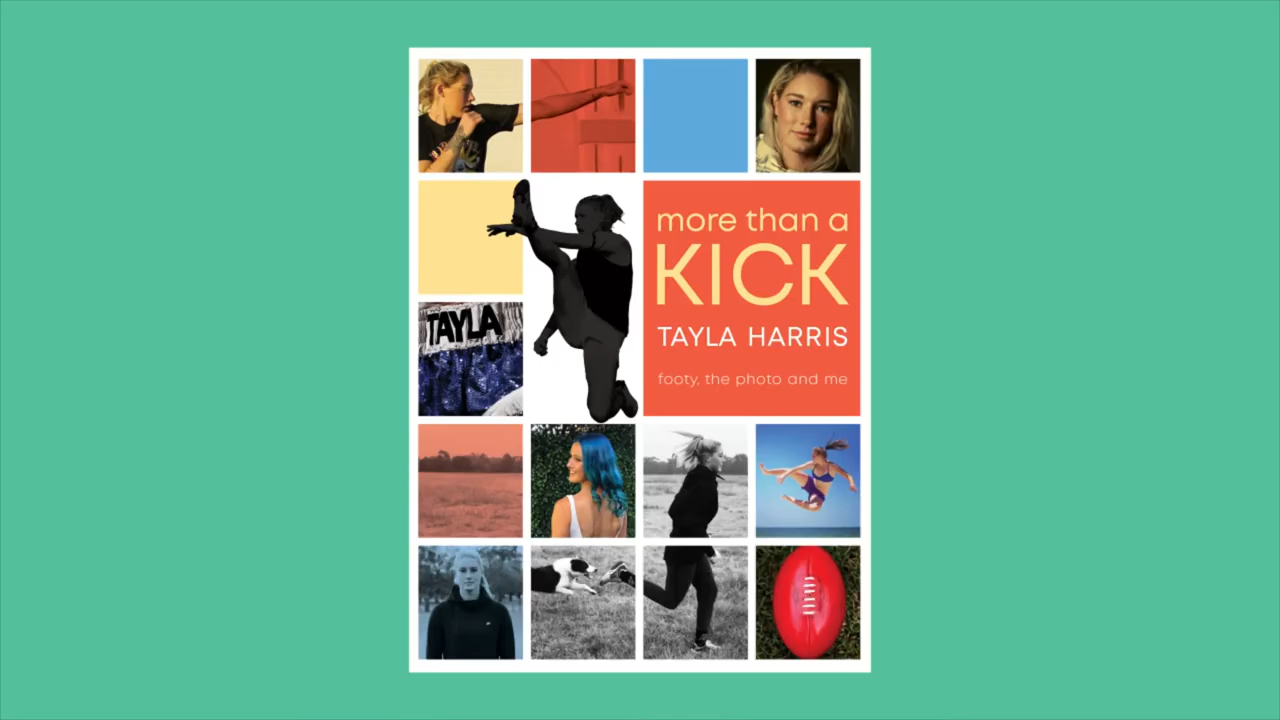 more than a
KICK
TAYLA HARRIS
footy, the photo and me
TAYLA